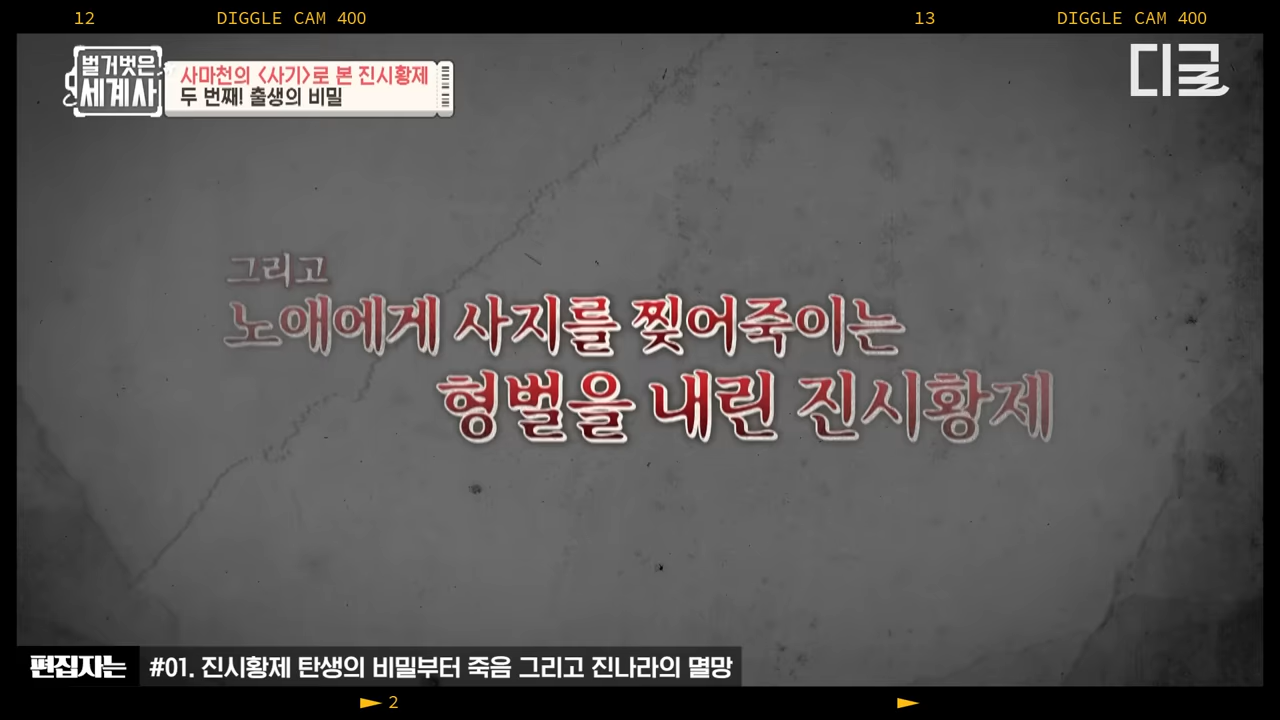 12 DIGGLE CAM 400 13 DIGGLE CAM 400
벌거벗은
세계사
사마천의 <사기>로 본 진시황제
두 번째! 출생의 비밀
디글
그리고
노애에게 사지를 찢어죽이는
형벌을 내린 진시황제
편집자는 #01. 진시황제 탄생의 비밀부터 죽음 그리고 진나라의 멸망
2